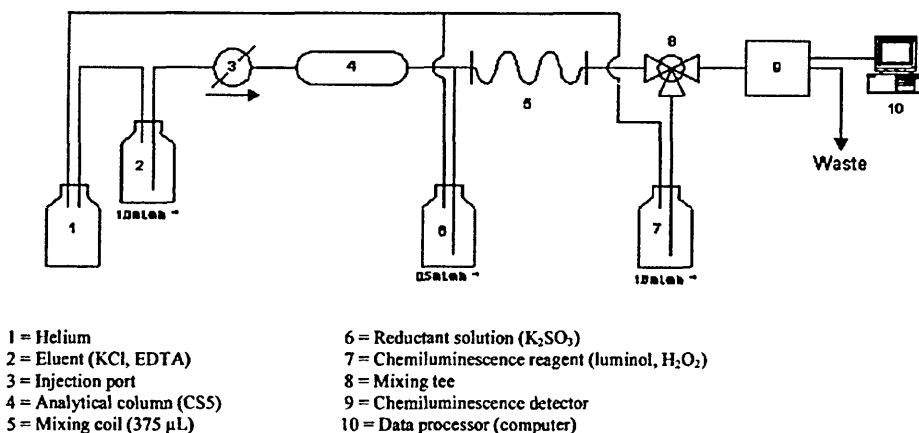 8
3
4
9
5
10
2
Waste
1
6
7
1 = Helium
2 = Eluent (KCl, EDTA)
3 = Injection port
4 = Analytical column (CS5)
5 = Mixing coil (375 µL)
6 = Reductant solution (K₂SO₃)
7 = Chemiluminescence reagent (luminol, H₂O₂)
8 = Mixing tee
9 = Chemiluminescence detector
10 = Data processor (computer)